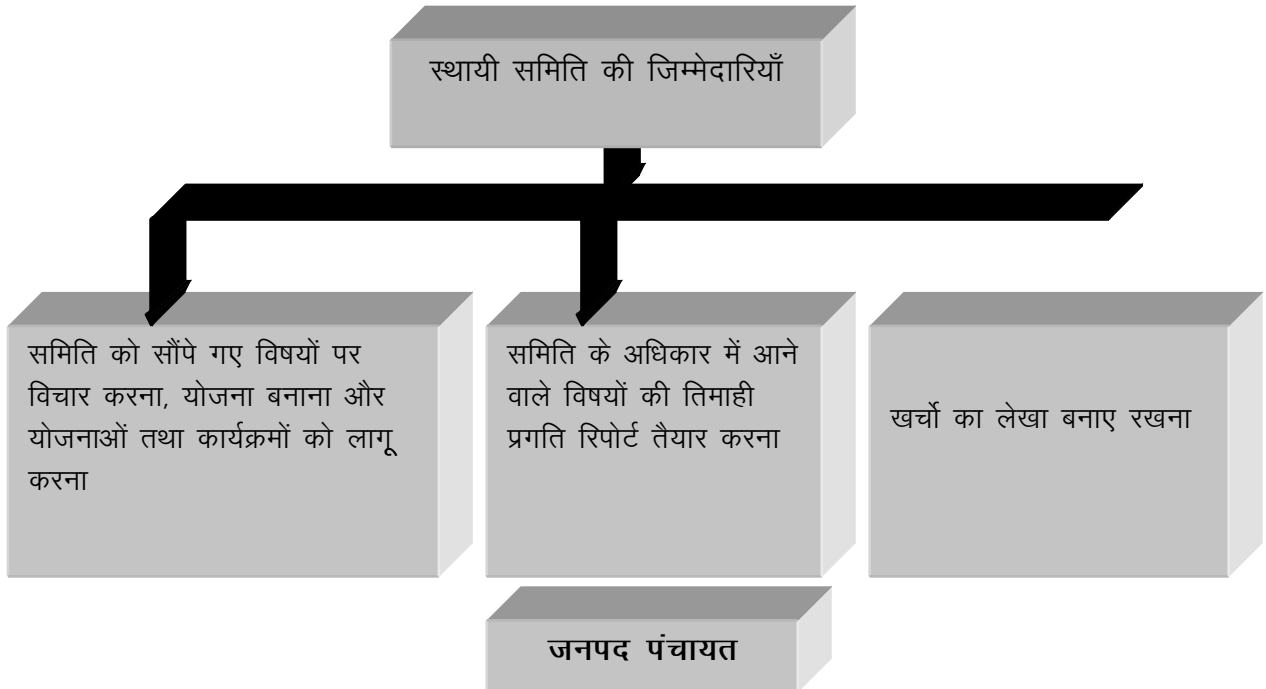 स्थायी समिति की जिम्मेदारियाँ
समिति को सौंपे गए विषयों पर
विचार करना, योजना बनाना और
योजनाओं तथा कार्यक्रमों को लागू
करना
समिति के अधिकार में आने
वाले विषयों की तिमाही
प्रगति रिपोर्ट तैयार करना
खर्चो का लेखा बनाए रखना
जनपद पंचायत